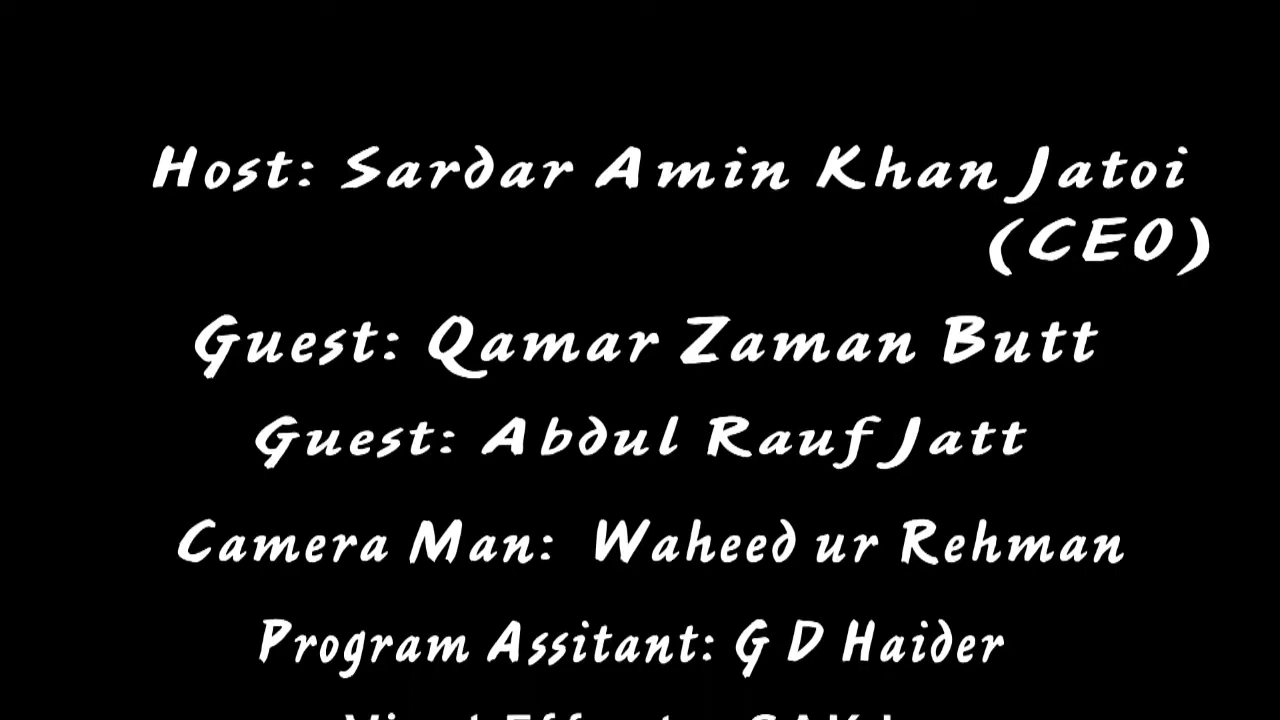 Host: Sardar Amin Khan Jatoi
(CEO)
Guest: Qamar Zaman Butt
Guest: Abdul Rauf Jatt
Camera Man: Waheed ur Rehman
Program Assitant: G D Haider